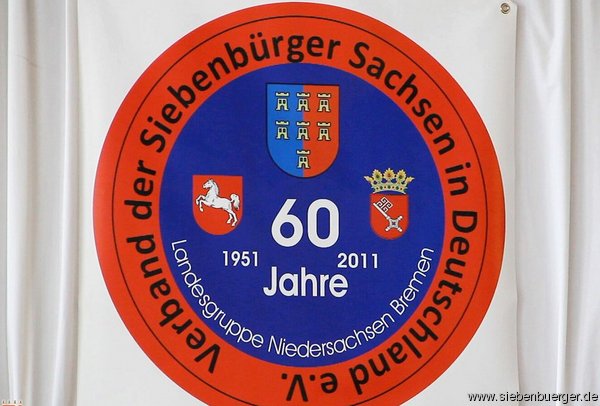 Verband der Siebenbürger Sachsen in Deutschland e.V.
60
1951 2011
Jahre
Landesgruppe Niedersachsen Bremen
www.siebenbuerger.de